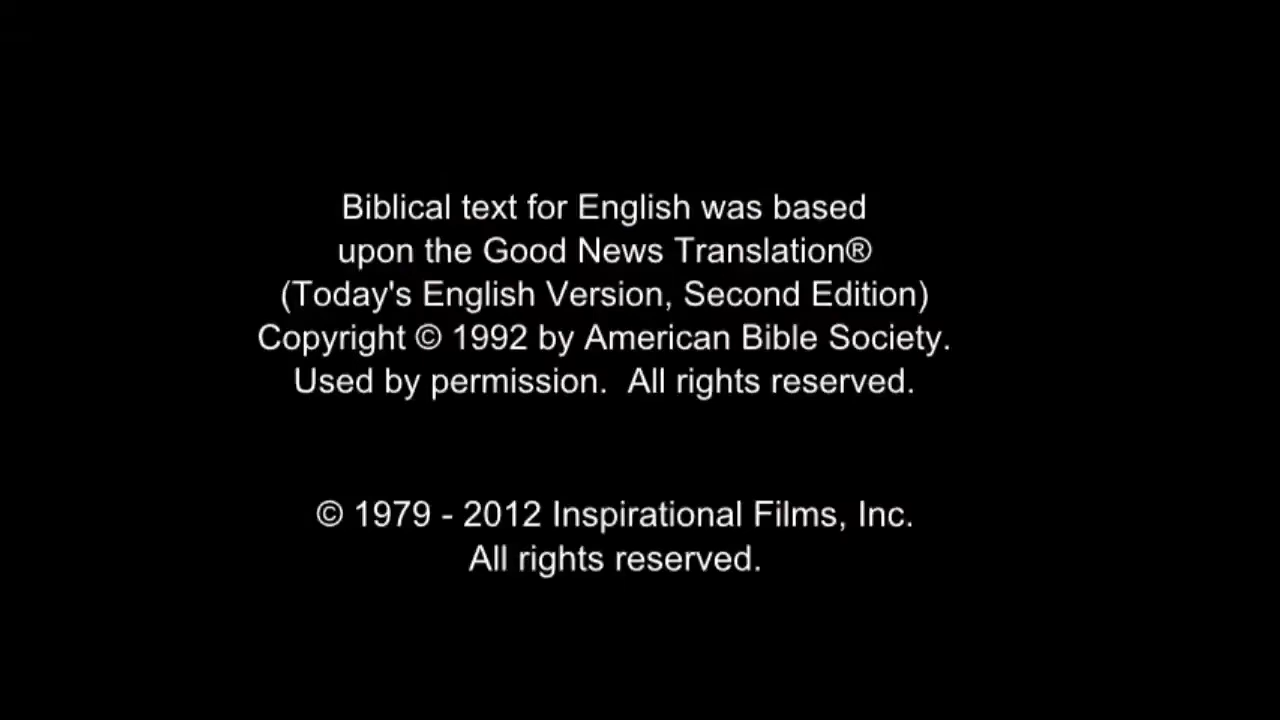 Biblical text for English was based
upon the Good News Translation®
(Today's English Version, Second Edition)
Copyright © 1992 by American Bible Society.
Used by permission.  All rights reserved.
© 1979 - 2012 Inspirational Films, Inc.
All rights reserved.